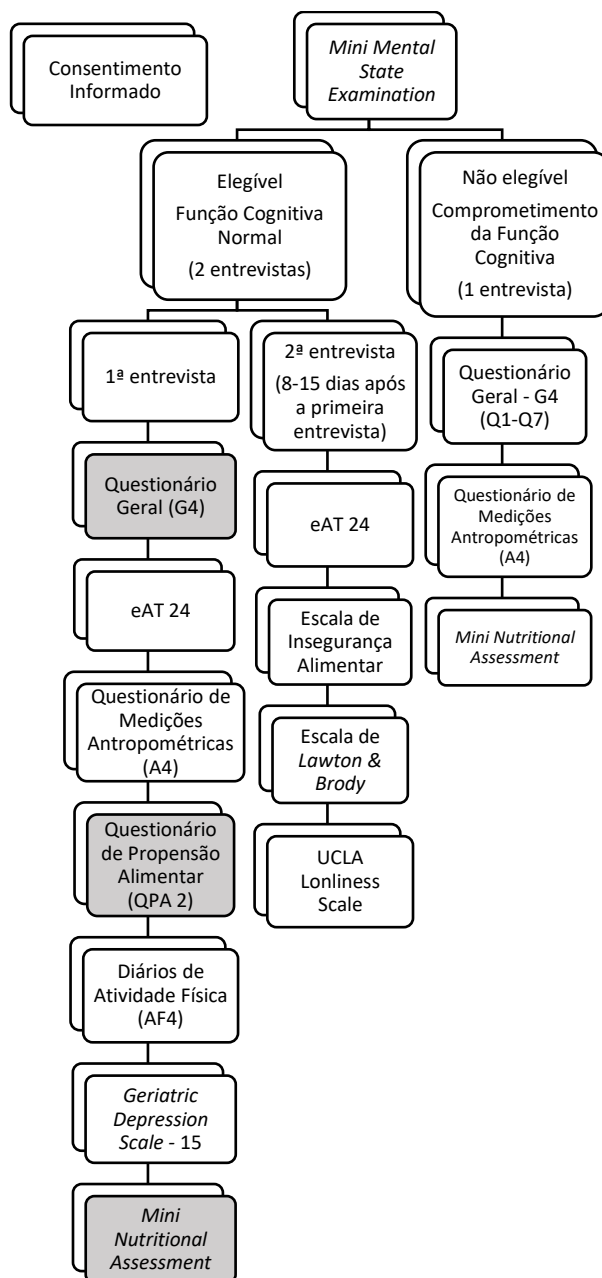 Consentimento
Informado
Mini Mental
State
Examination
Elegível
Função Cognitiva
Normal
(2 entrevistas)
Não elegível
Comprometimento
da Função
Cognitiva
(1 entrevista)
1ª entrevista
Questionário
Geral (G4)
eAT 24
Questionário de
Medições
Antropométricas
(A4)
Questionário
de Propensão
Alimentar
(QPA 2)
Diários de
Atividade Física
(AF4)
Geriatric
Depression
Scale - 15
Mini
Nutritional
Assessment
2ª entrevista
(8-15 dias após
a primeira
entrevista)
eAT 24
Escala de
Insegurança
Alimentar
Escala de
Lawton &
Brody
UCLA
Lonliness
Scale
Questionário
Geral - G4
(Q1-Q7)
Questionário de
Medições
Antropométricas
(A4)
Mini Nutritional
Assessment